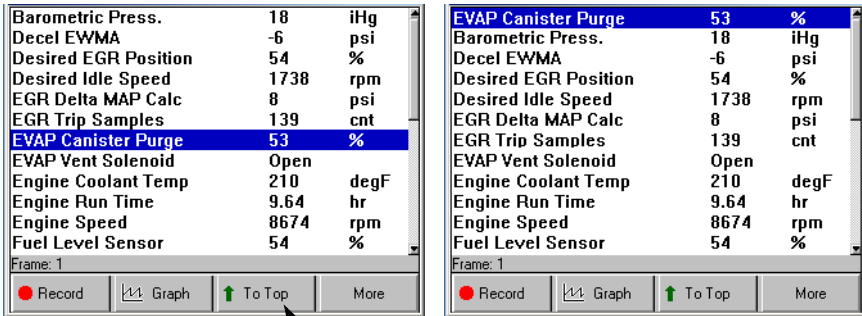 Barometric Press. 18 iHg
Decel EWMA -6 psi
Desired EGR Position 54 %
Desired Idle Speed 1738 rpm
EGR Delta MAP Calc 8 psi
EGR Trip Samples 139 cnt
EVAP Canister Purge 53 %
EVAP Vent Solenoid Open
Engine Coolant Temp 210 degF
Engine Run Time 9.64 hr
Engine Speed 8674 rpm
Fuel Level Sensor 54 %
Frame: 1
Record Graph To Top More
EVAP Canister Purge 53 %
Barometric Press. 18 iHg
Decel EWMA -6 psi
Desired EGR Position 54 %
Desired Idle Speed 1738 rpm
EGR Delta MAP Calc 8 psi
EGR Trip Samples 139 cnt
EVAP Vent Solenoid Open
Engine Coolant Temp 210 degF
Engine Run Time 9.64 hr
Engine Speed 8674 rpm
Fuel Level Sensor 54 %
Frame: 1
Record Graph To Top More